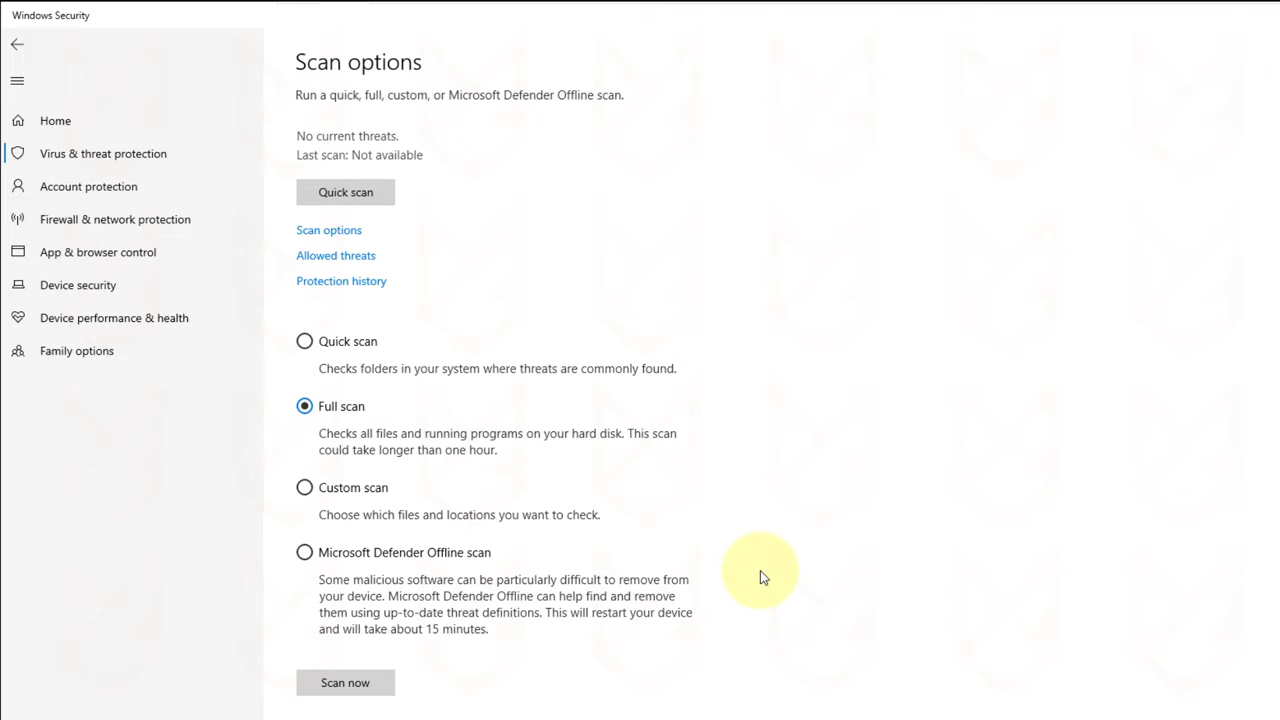 Windows Security
Home
Virus & threat protection
Account protection
Firewall & network protection
App & browser control
Device security
Device performance & health
Family options
Scan options
Run a quick, full, custom, or Microsoft Defender Offline scan.
No current threats.
Last scan: Not available
Quick scan
Scan options
Allowed threats
Protection history
Quick scan
Checks folders in your system where threats are commonly found.
Full scan
Checks all files and running programs on your hard disk. This scan
could take longer than one hour.
Custom scan
Choose which files and locations you want to check.
Microsoft Defender Offline scan
Some malicious software can be particularly difficult to remove from
your device. Microsoft Defender Offline can help find and remove
them using up-to-date threat definitions. This will restart your device
and will take about 15 minutes.
Scan now